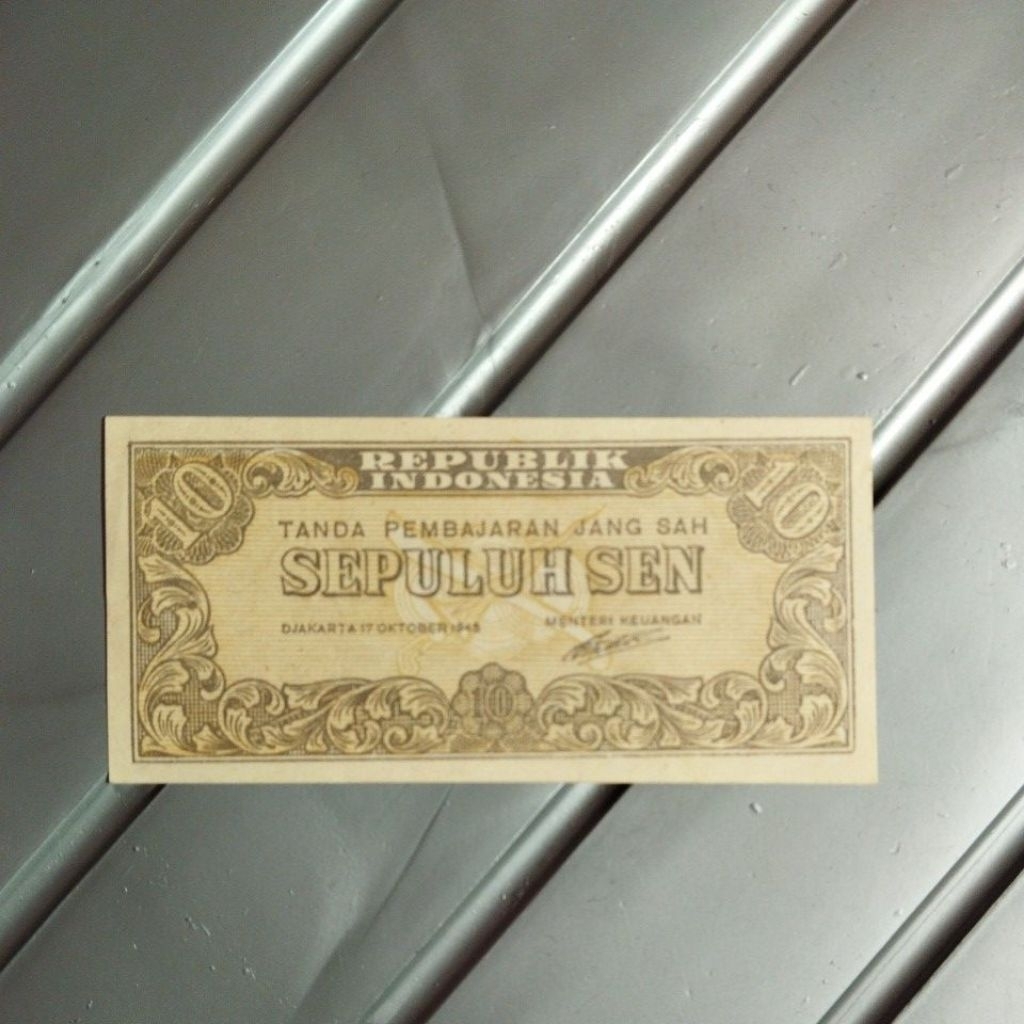 10
REPUBLIK
INDONESIA
10
TANDA PEMBAJARAN JANG SAH
SEPULUH SEN
DJAKARTA 17 OKTOBER 1945
MENTERI KEUANGAN
10